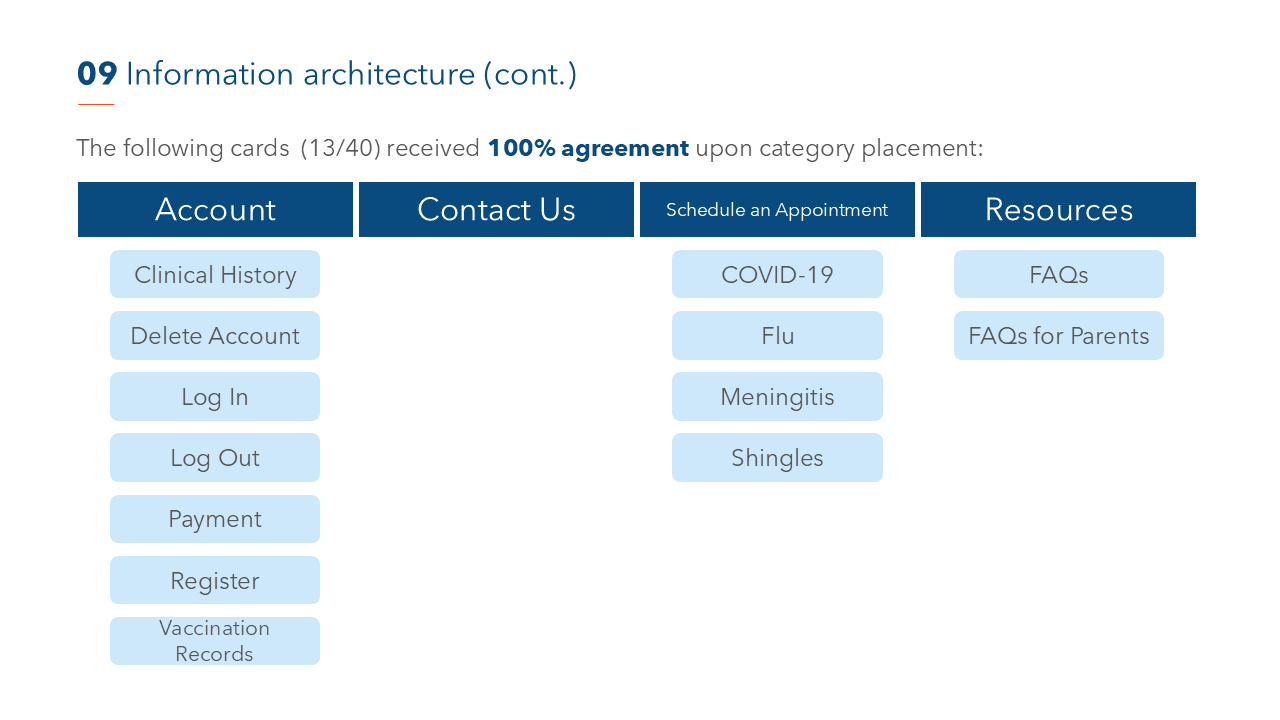 09 Information architecture (cont.)
The following cards (13/40) received 100% agreement upon category placement:
Account
Contact Us
Schedule an Appointment
Resources
Clinical History
Delete Account
Log In
Log Out
Payment
Register
Vaccination
Records
COVID-19
Flu
Meningitis
Shingles
FAQs
FAQs for Parents